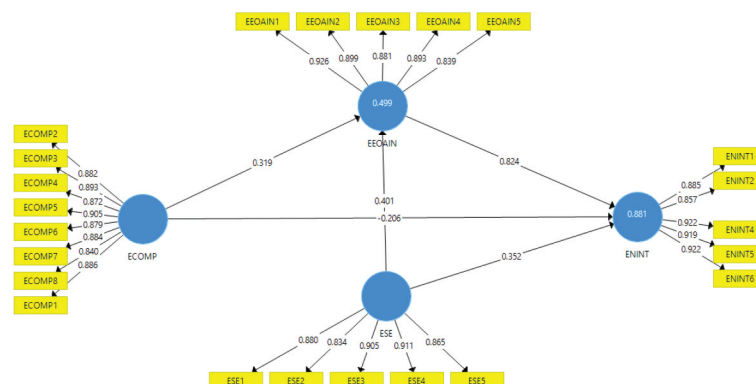 EEOAIN1 EEOAIN2 EEOAIN3 EEOAIN4 EEOAIN5
0.926 0.899 0.881 0.893 0.839
0.499
EEOAIN
ECOMP2
ECOMP3
ECOMP4
ECOMP5
ECOMP6
ECOMP7
ECOMP8
ECOMP1
0.882
0.893
0.872
0.905
0.879
0.884
0.840
0.886
ECOMP
0.319
0.824
0.401
-0.206
0.352
0.881
ENINT
0.885
0.857
0.922
0.919
0.922
ENINT1
ENINT2
ENINT4
ENINT5
ENINT6
ESE
0.880 0.834 0.905 0.911 0.865
ESE1 ESE2 ESE3 ESE4 ESE5